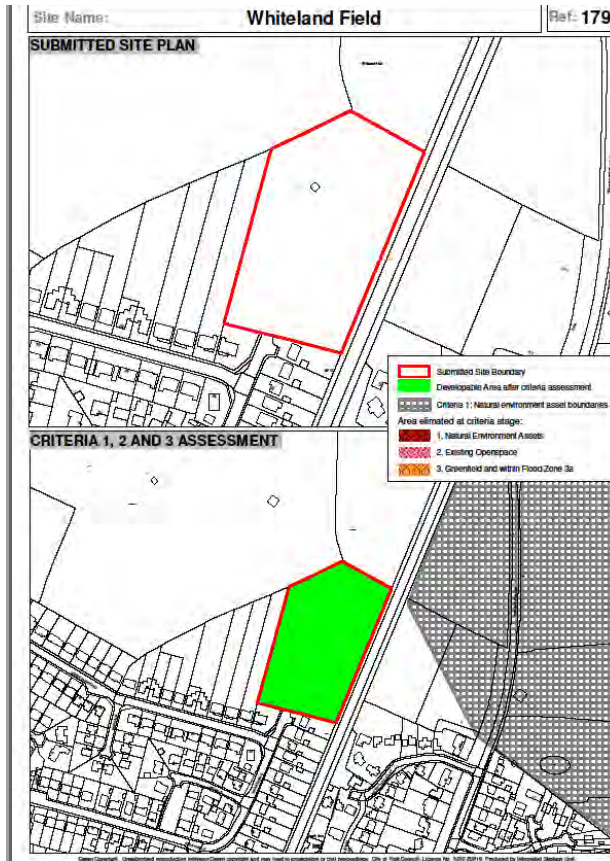 Site Name: Whiteland Field Ref: 179
SUBMITTED SITE PLAN
Submitted Site Boundary
Developable Area after criteria assessment
Criteria 1: Natural environment asset boundaries
Area elimated at criteria stage:
1, Natural Environment Assets
2, Existing Openspace
3, Greenfield and within Flood Zone 3a
CRITERIA 1, 2 AND 3 ASSESSMENT